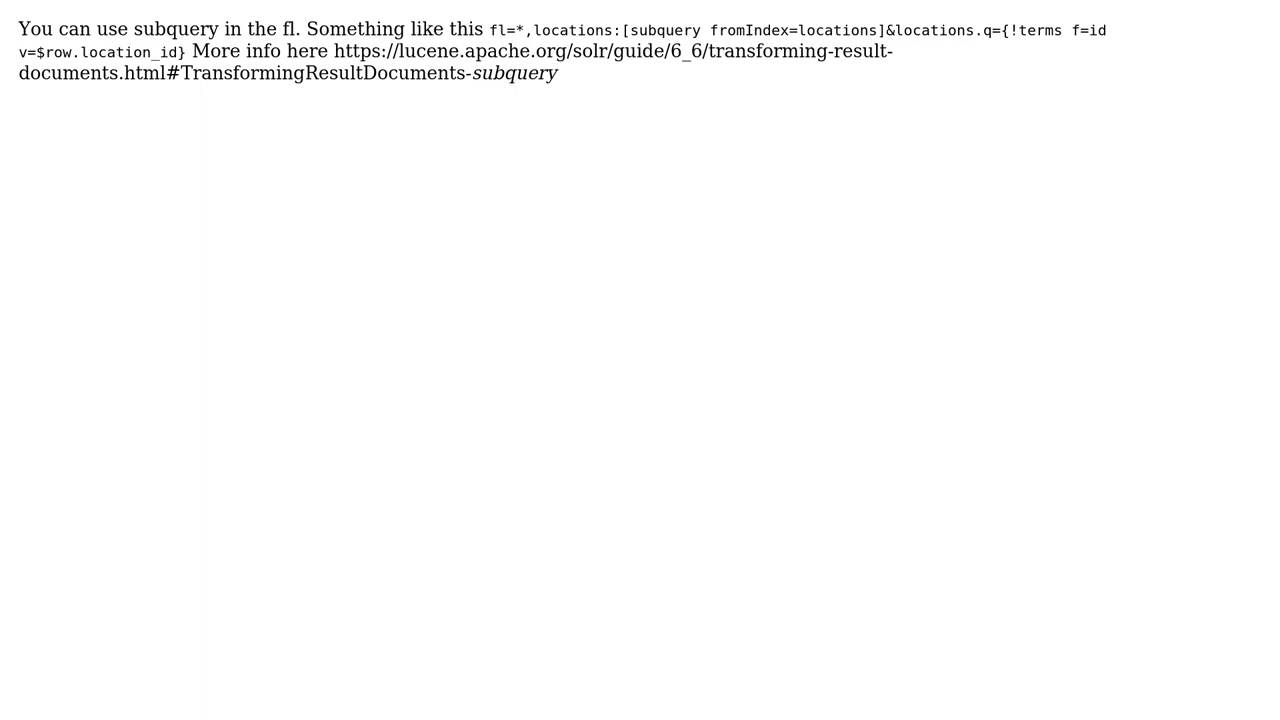 You can use subquery in the fl. Something like this fl=*,locations:[subquery fromIndex=locations]&locations.q={!terms f=id
v=$row.location_id} More info here https://lucene.apache.org/solr/guide/6_6/transforming-result-
documents.html#TransformingResultDocuments-subquery